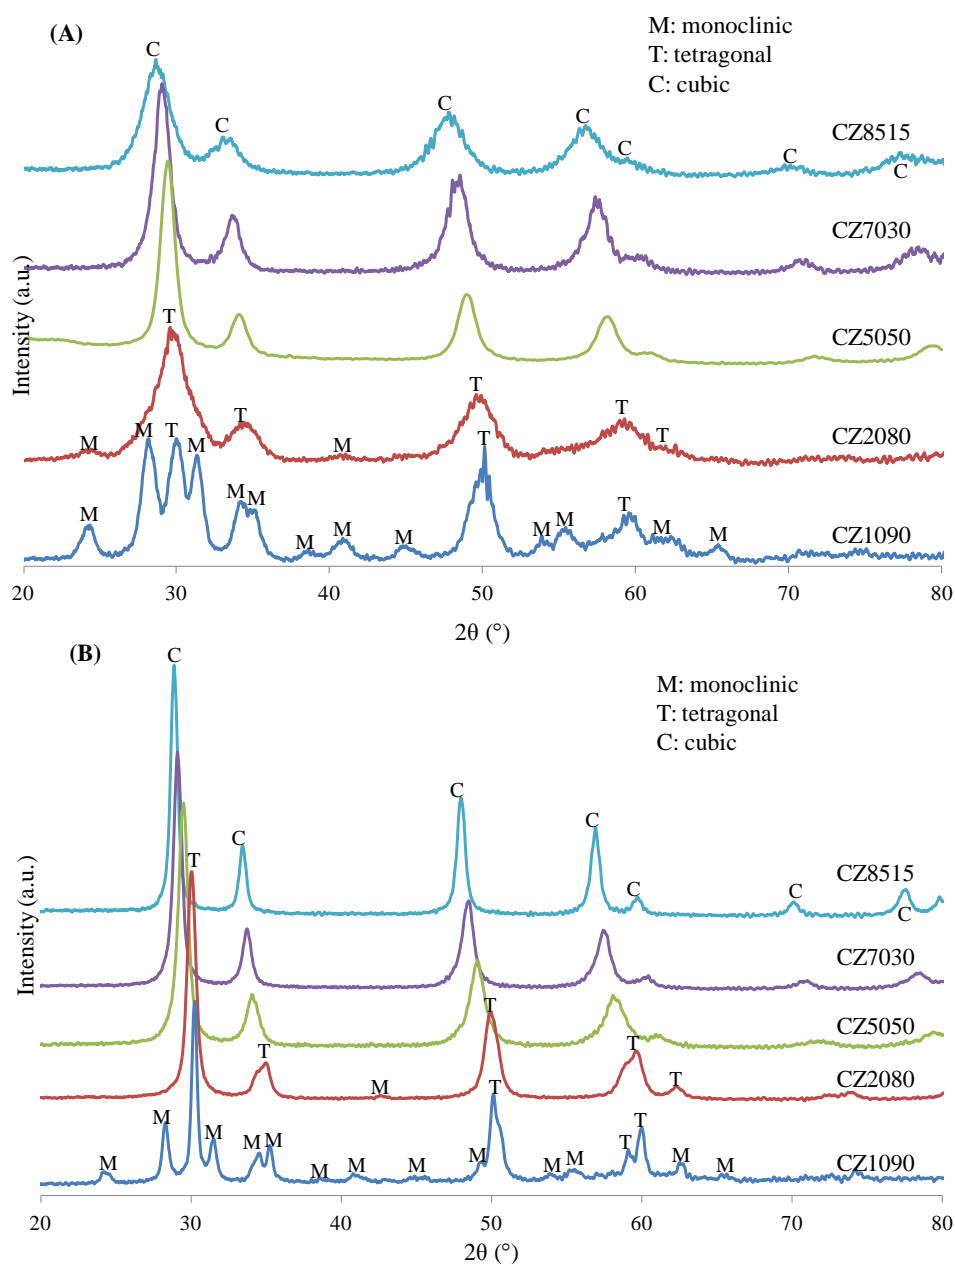 (A)
M: monoclinic
T: tetragonal
C: cubic
C
C
C
C
C
C
C
CZ8515
CZ7030
CZ5050
T
T
T
T
T
M
M
CZ2080
M
M
T
M
M
M
M
M
M
T
M
M
T
M
M
CZ1090
Intensity (a.u.)
20
30
40
50
60
70
80
2θ (°)
(B)
M: monoclinic
T: tetragonal
C: cubic
C
C
C
C
C
C
C
CZ8515
CZ7030
CZ5050
T
T
M
T
T
T
CZ2080
M
M
M
M
M
M
M
M
M
T
M
M
T
T
M
M
CZ1090
Intensity (a.u.)
20
30
40
50
60
70
80
2θ (°)